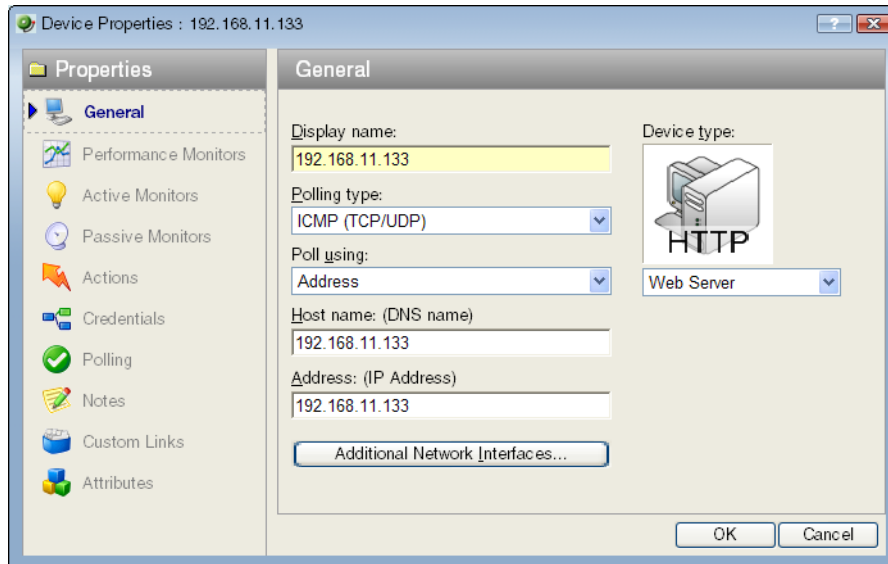 Device Properties : 192.168.11.133
?
X
Properties
General
Performance Monitors
Active Monitors
Passive Monitors
Actions
Credentials
Polling
Notes
Custom Links
Attributes
General
Display name:
192.168.11.133
Polling type:
ICMP (TCP/UDP)
Poll using:
Address
Host name: (DNS name)
192.168.11.133
Address: (IP Address)
192.168.11.133
Additional Network Interfaces...
Device type:
HTTP
Web Server
OK
Cancel